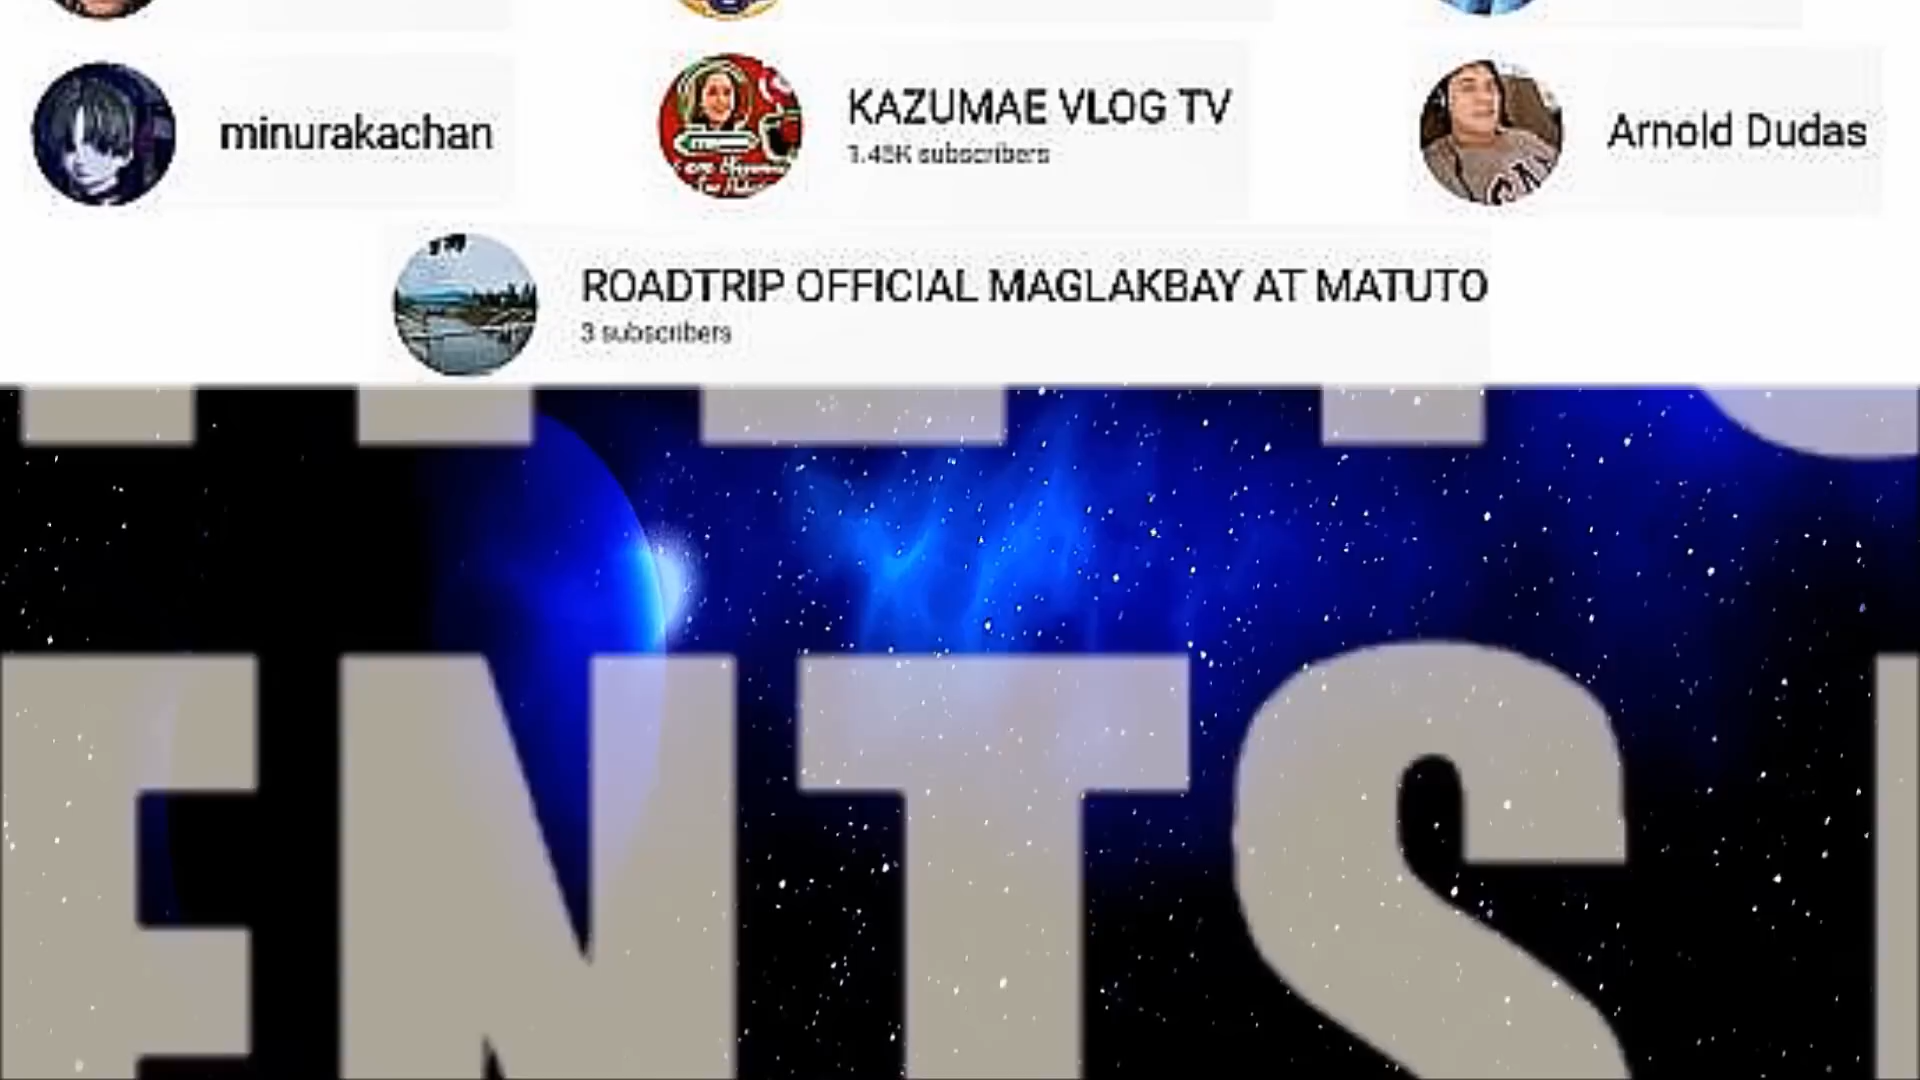 minurakachan
KAZUMAE VLOG TV
1.45K subscribers
Arnold Dudas
ROADTRIP OFFICIAL MAGLAKBAY AT MATUTO
3 subscribers
ENTS